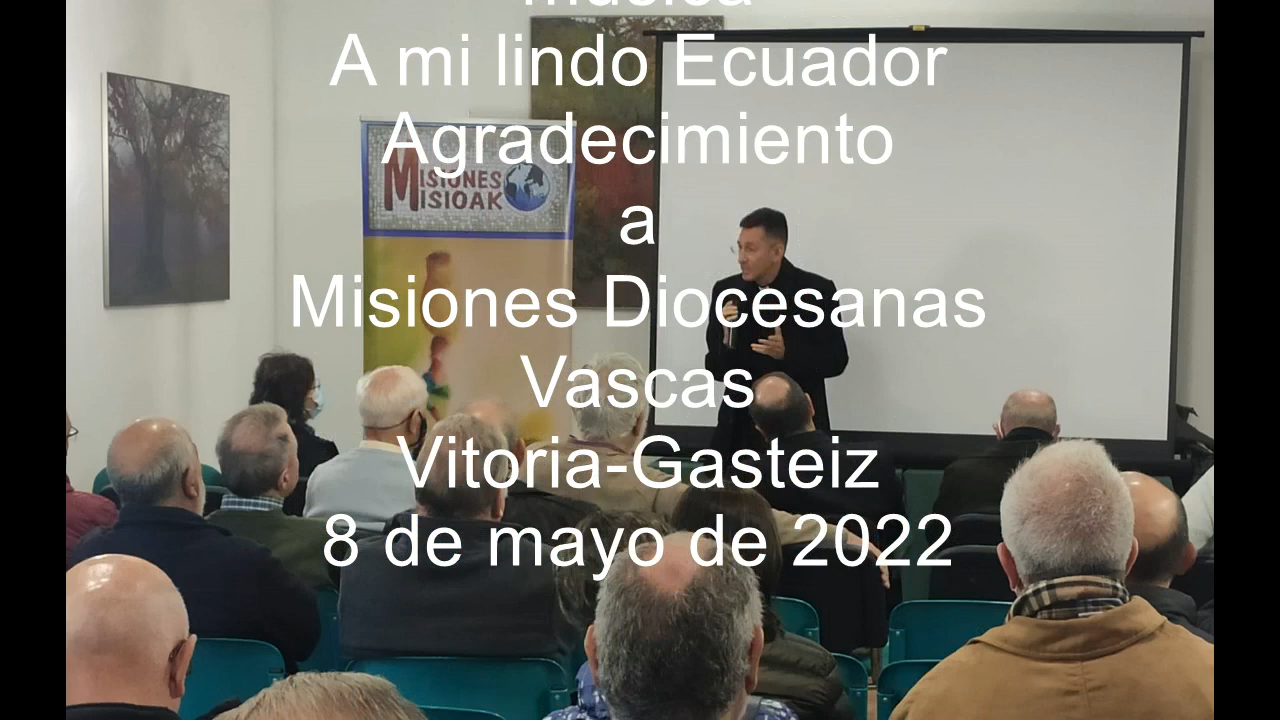 A mi lindo Ecuador
Agradecimiento
a
Misiones Diocesanas
Vascas
Vitoria-Gasteiz
8 de mayo de 2022
MISIONES
MISIOAK